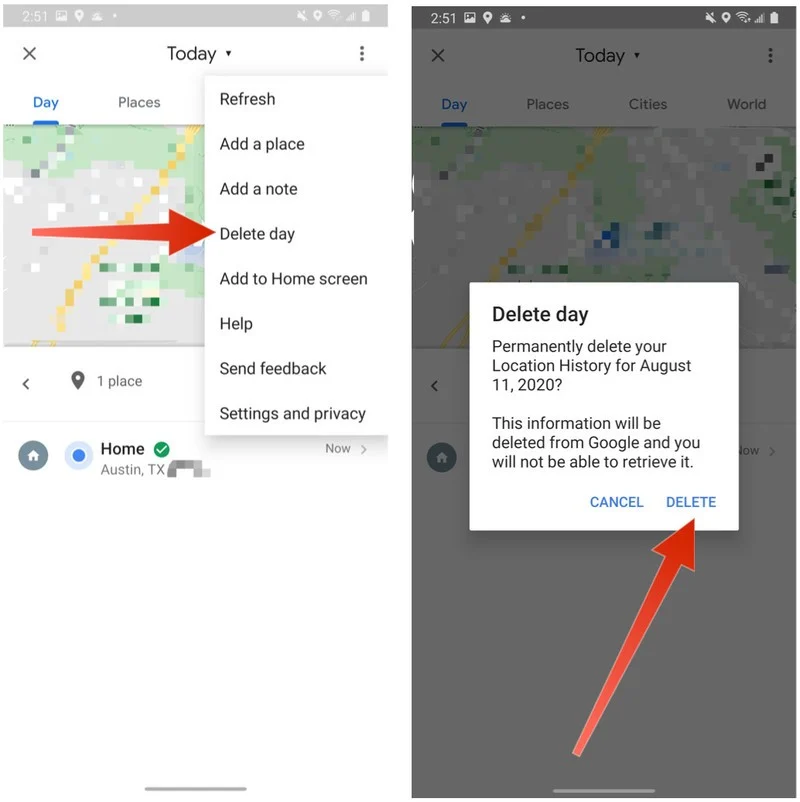 2:51
Today
Day Places
Refresh
Add a place
Add a note
Delete day
Add to Home screen
Help
Send feedback
Settings and privacy
1 place
Home
Now
Austin, TX
2:51
Today
Day Places Cities World
Delete day
Permanently delete your
Location History for August
11, 2020?
This information will be
deleted from Google and you
will not be able to retrieve it.
CANCEL DELETE
Now